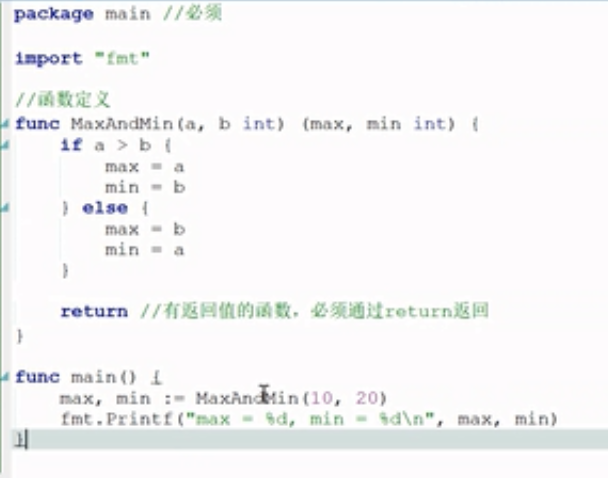 package main //必须
import "fmt"
//函数定义
func MaxAndMin(a, b int) (max, min int) {
if a > b {
max = a
min = b
} else {
max = b
min = a
}
return //有返回值的函数，必须通过return返回
}
func main() {
max, min := MaxAndMin(10, 20)
fmt.Printf("max = %d, min = %d\n", max, min)
}